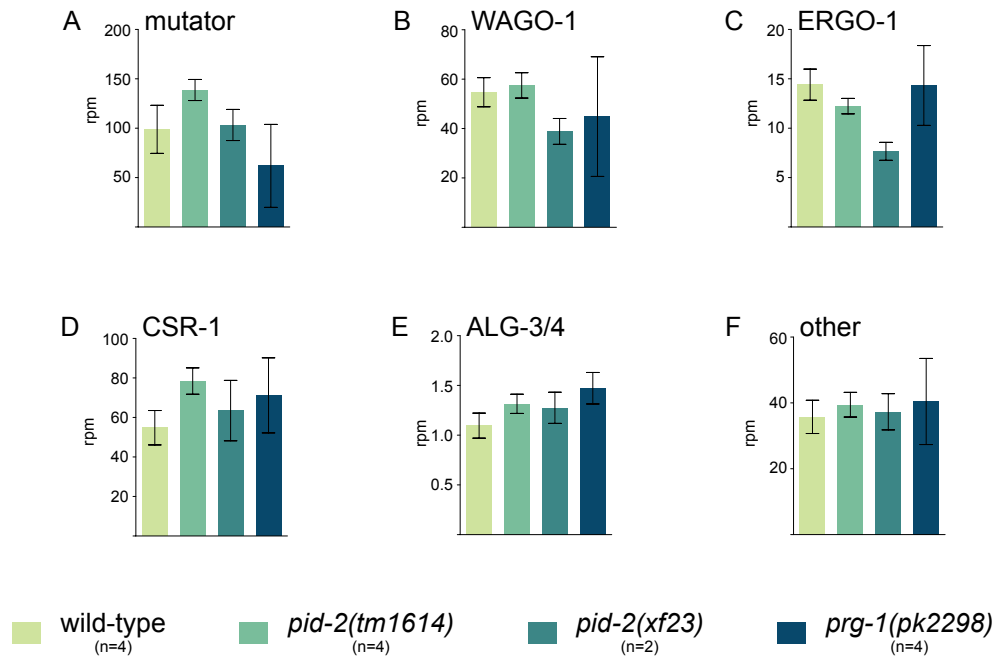 A mutator
200
150
100
50
rpm
B WAGO-1
80
60
40
20
rpm
C ERGO-1
20
15
10
5
rpm
D CSR-1
100
80
60
40
20
rpm
E ALG-3/4
2.0
1.5
1.0
0.5
rpm
F other
60
40
20
rpm
wild-type
(n=4)
pid-2(tm1614)
(n=4)
pid-2(xf23)
(n=2)
prg-1(pk2298)
(n=4)